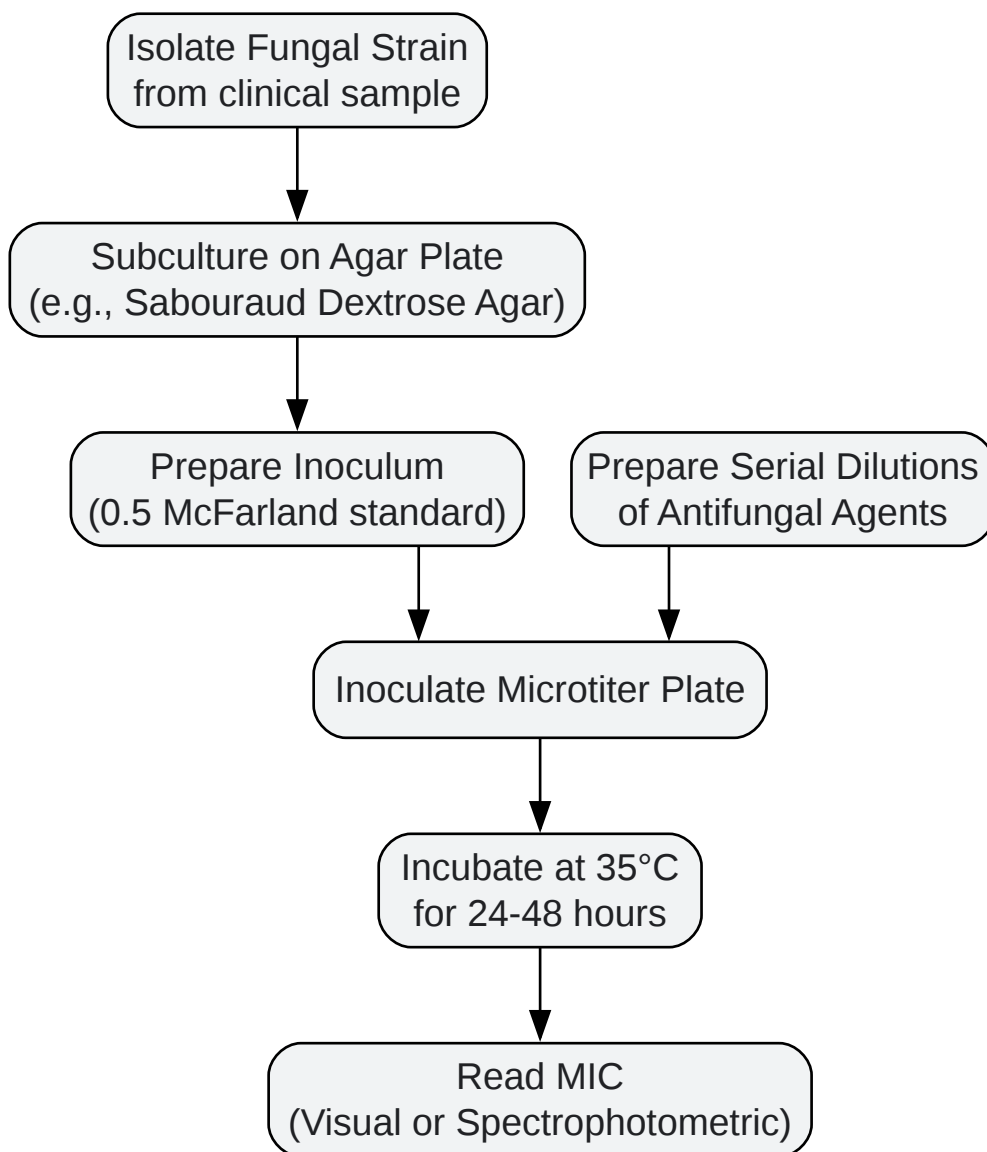 Isolate Fungal Strain
from clinical sample
Subculture on Agar Plate
(e.g., Sabouraud Dextrose Agar)
Prepare Inoculum
(0.5 McFarland standard)
Prepare Serial Dilutions
of Antifungal Agents
Inoculate Microtiter Plate
Incubate at 35°C
for 24-48 hours
Read MIC
(Visual or Spectrophotometric)